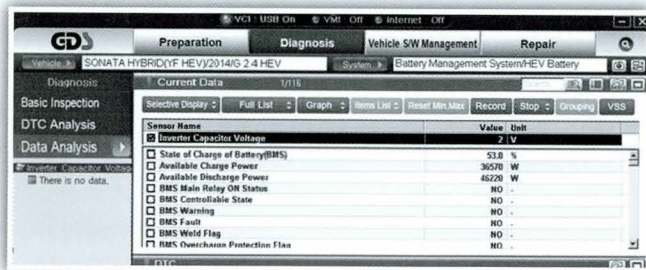 VCI : USB On VMI : Off Internet : Off
GDS Preparation Diagnosis Vehicle S/W Management Repair
Vehicle SONATA HYBRID(YF HEV)/2014/G 2.4 HEV System Battery Management System/HEV Battery
Diagnosis Current Data 1/116
Basic Inspection
DTC Analysis
Data Analysis
Inverter Capacitor Voltag
There is no data.
Selective Display Full List Graph Items List Reset Min.Max. Record Stop Grouping VSS
Sensor Name Value Unit
Inverter Capacitor Voltage 2 V
State of Charge of Battery(BMS) 53.0 %
Available Charge Power 36570 W
Available Discharge Power 46220 W
BMS Main Relay ON Status NO -
BMS Controllable State NO -
BMS Warning NO -
BMS Fault NO -
BMS Weld Flag NO -
BMS Overcharge Protection Flag NO -
DTC